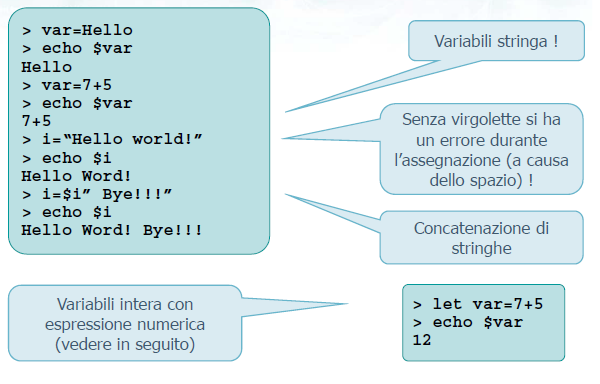 > var=Hello
> echo $var
Hello
> var=7+5
> echo $var
7+5
> i=“Hello world!”
> echo $i
Hello Word!
> i=$i” Bye!!!”
> echo $i
Hello Word! Bye!!!
Variabili stringa !
Senza virgolette si ha
un errore durante
l’assegnazione (a causa
dello spazio) !
Concatenazione di
stringhe
Variabili intera con
espressione numerica
(vedere in seguito)
> let var=7+5
> echo $var
12